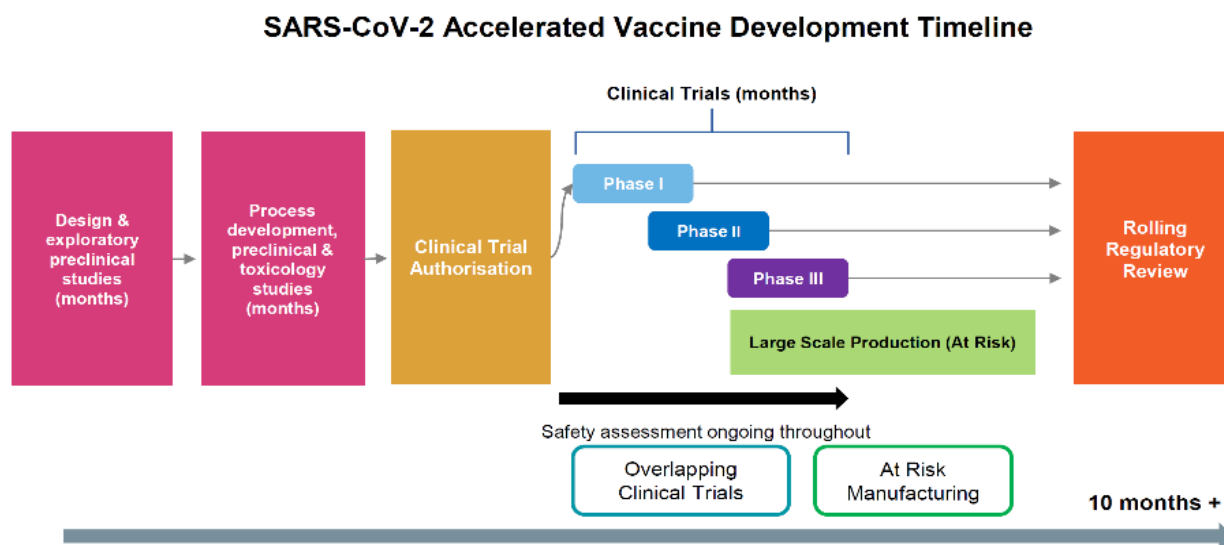 SARS-CoV-2 Accelerated Vaccine Development Timeline
Clinical Trials (months)
Design &
exploratory
preclinical
studies
(months)
Process
development,
preclinical &
toxicology
studies
(months)
Clinical Trial
Authorisation
Phase I
Phase II
Phase III
Large Scale Production (At Risk)
Rolling
Regulatory
Review
Safety assessment ongoing throughout
Overlapping
Clinical Trials
At Risk
Manufacturing
10 months +